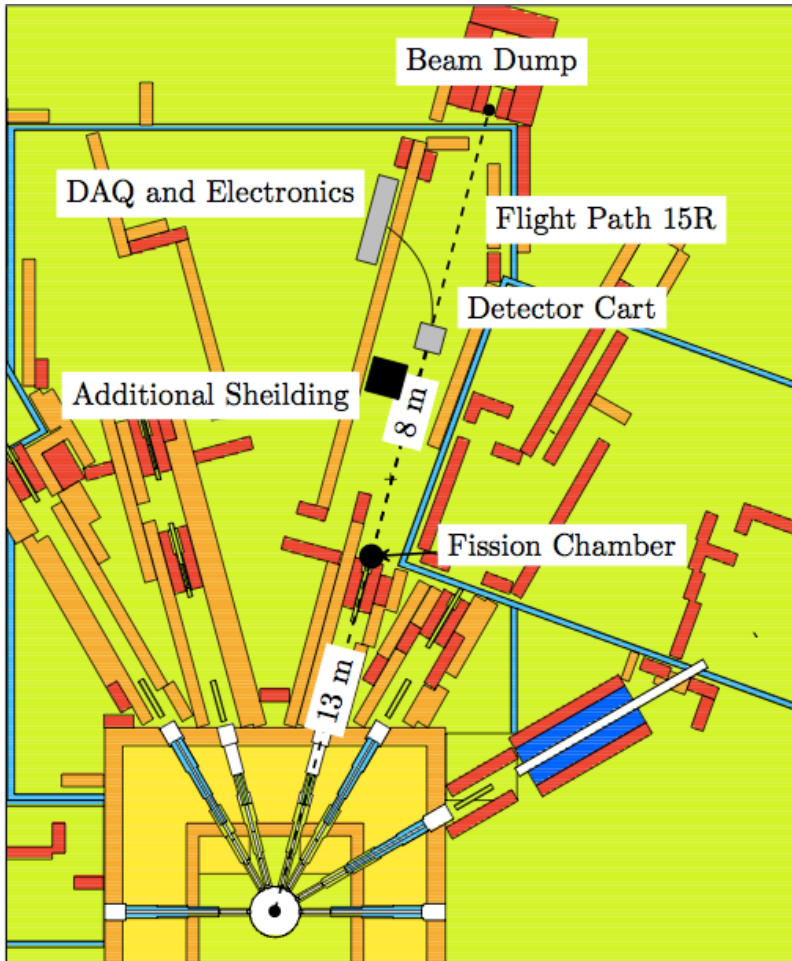 Beam Dump
DAQ and Electronics
Flight Path 15R
Detector Cart
Additional Sheilding
8 m
Fission Chamber
13 m